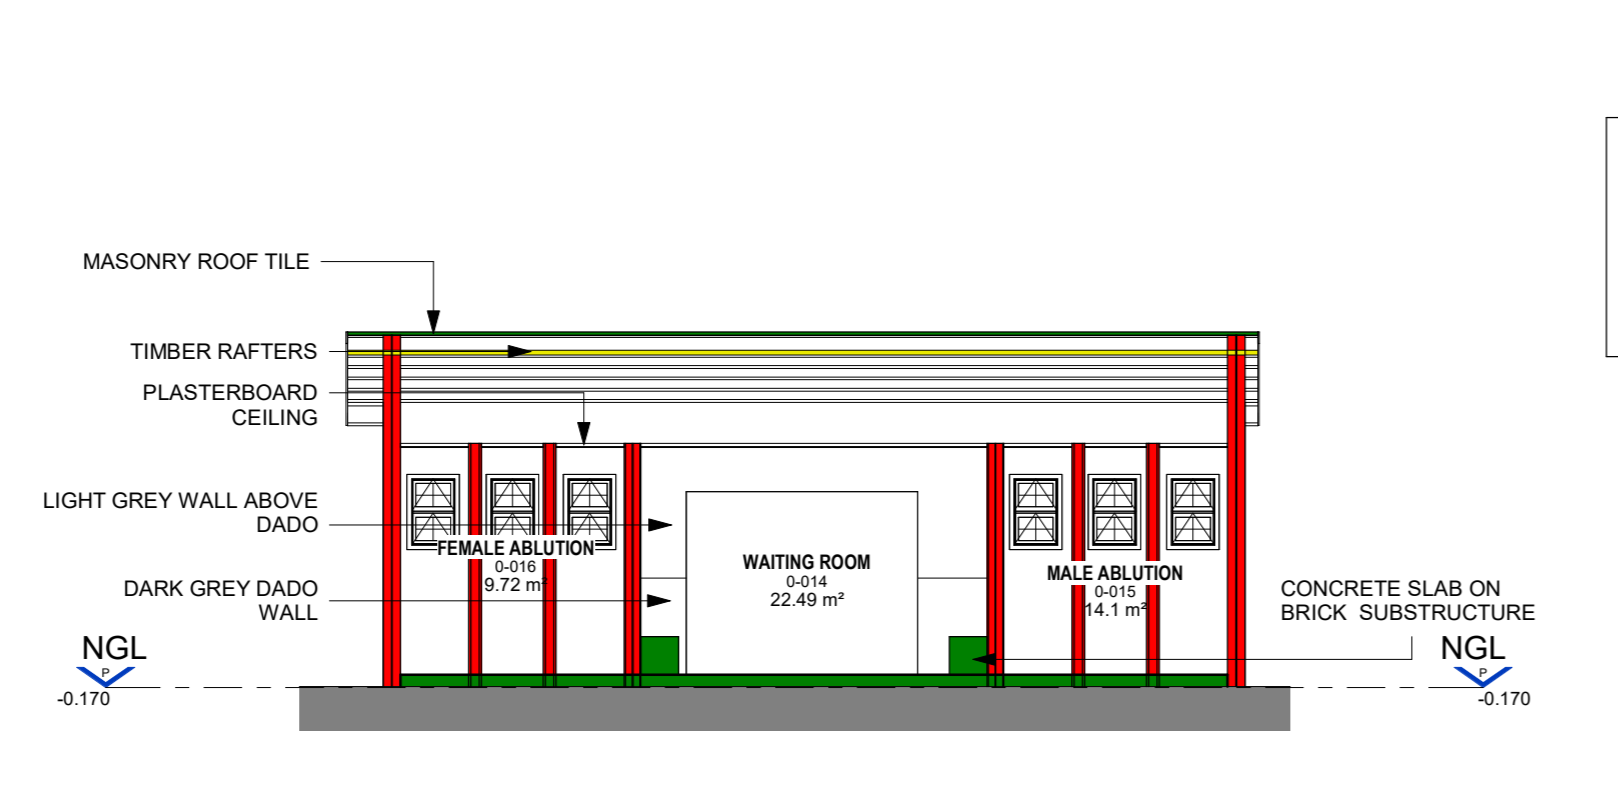 MASONRY ROOF TILE
TIMBER RAFTERS
PLASTERBOARD
CEILING
LIGHT GREY WALL ABOVE
DADO
FEMALE ABLUTION
0-016
9.72 m²
WAITING ROOM
0-014
22.49 m²
MALE ABLUTION
0-015
14.1 m²
DARK GREY DADO
WALL
CONCRETE SLAB ON
BRICK SUBSTRUCTURE
NGL
P
-0.170
NGL
P
-0.170